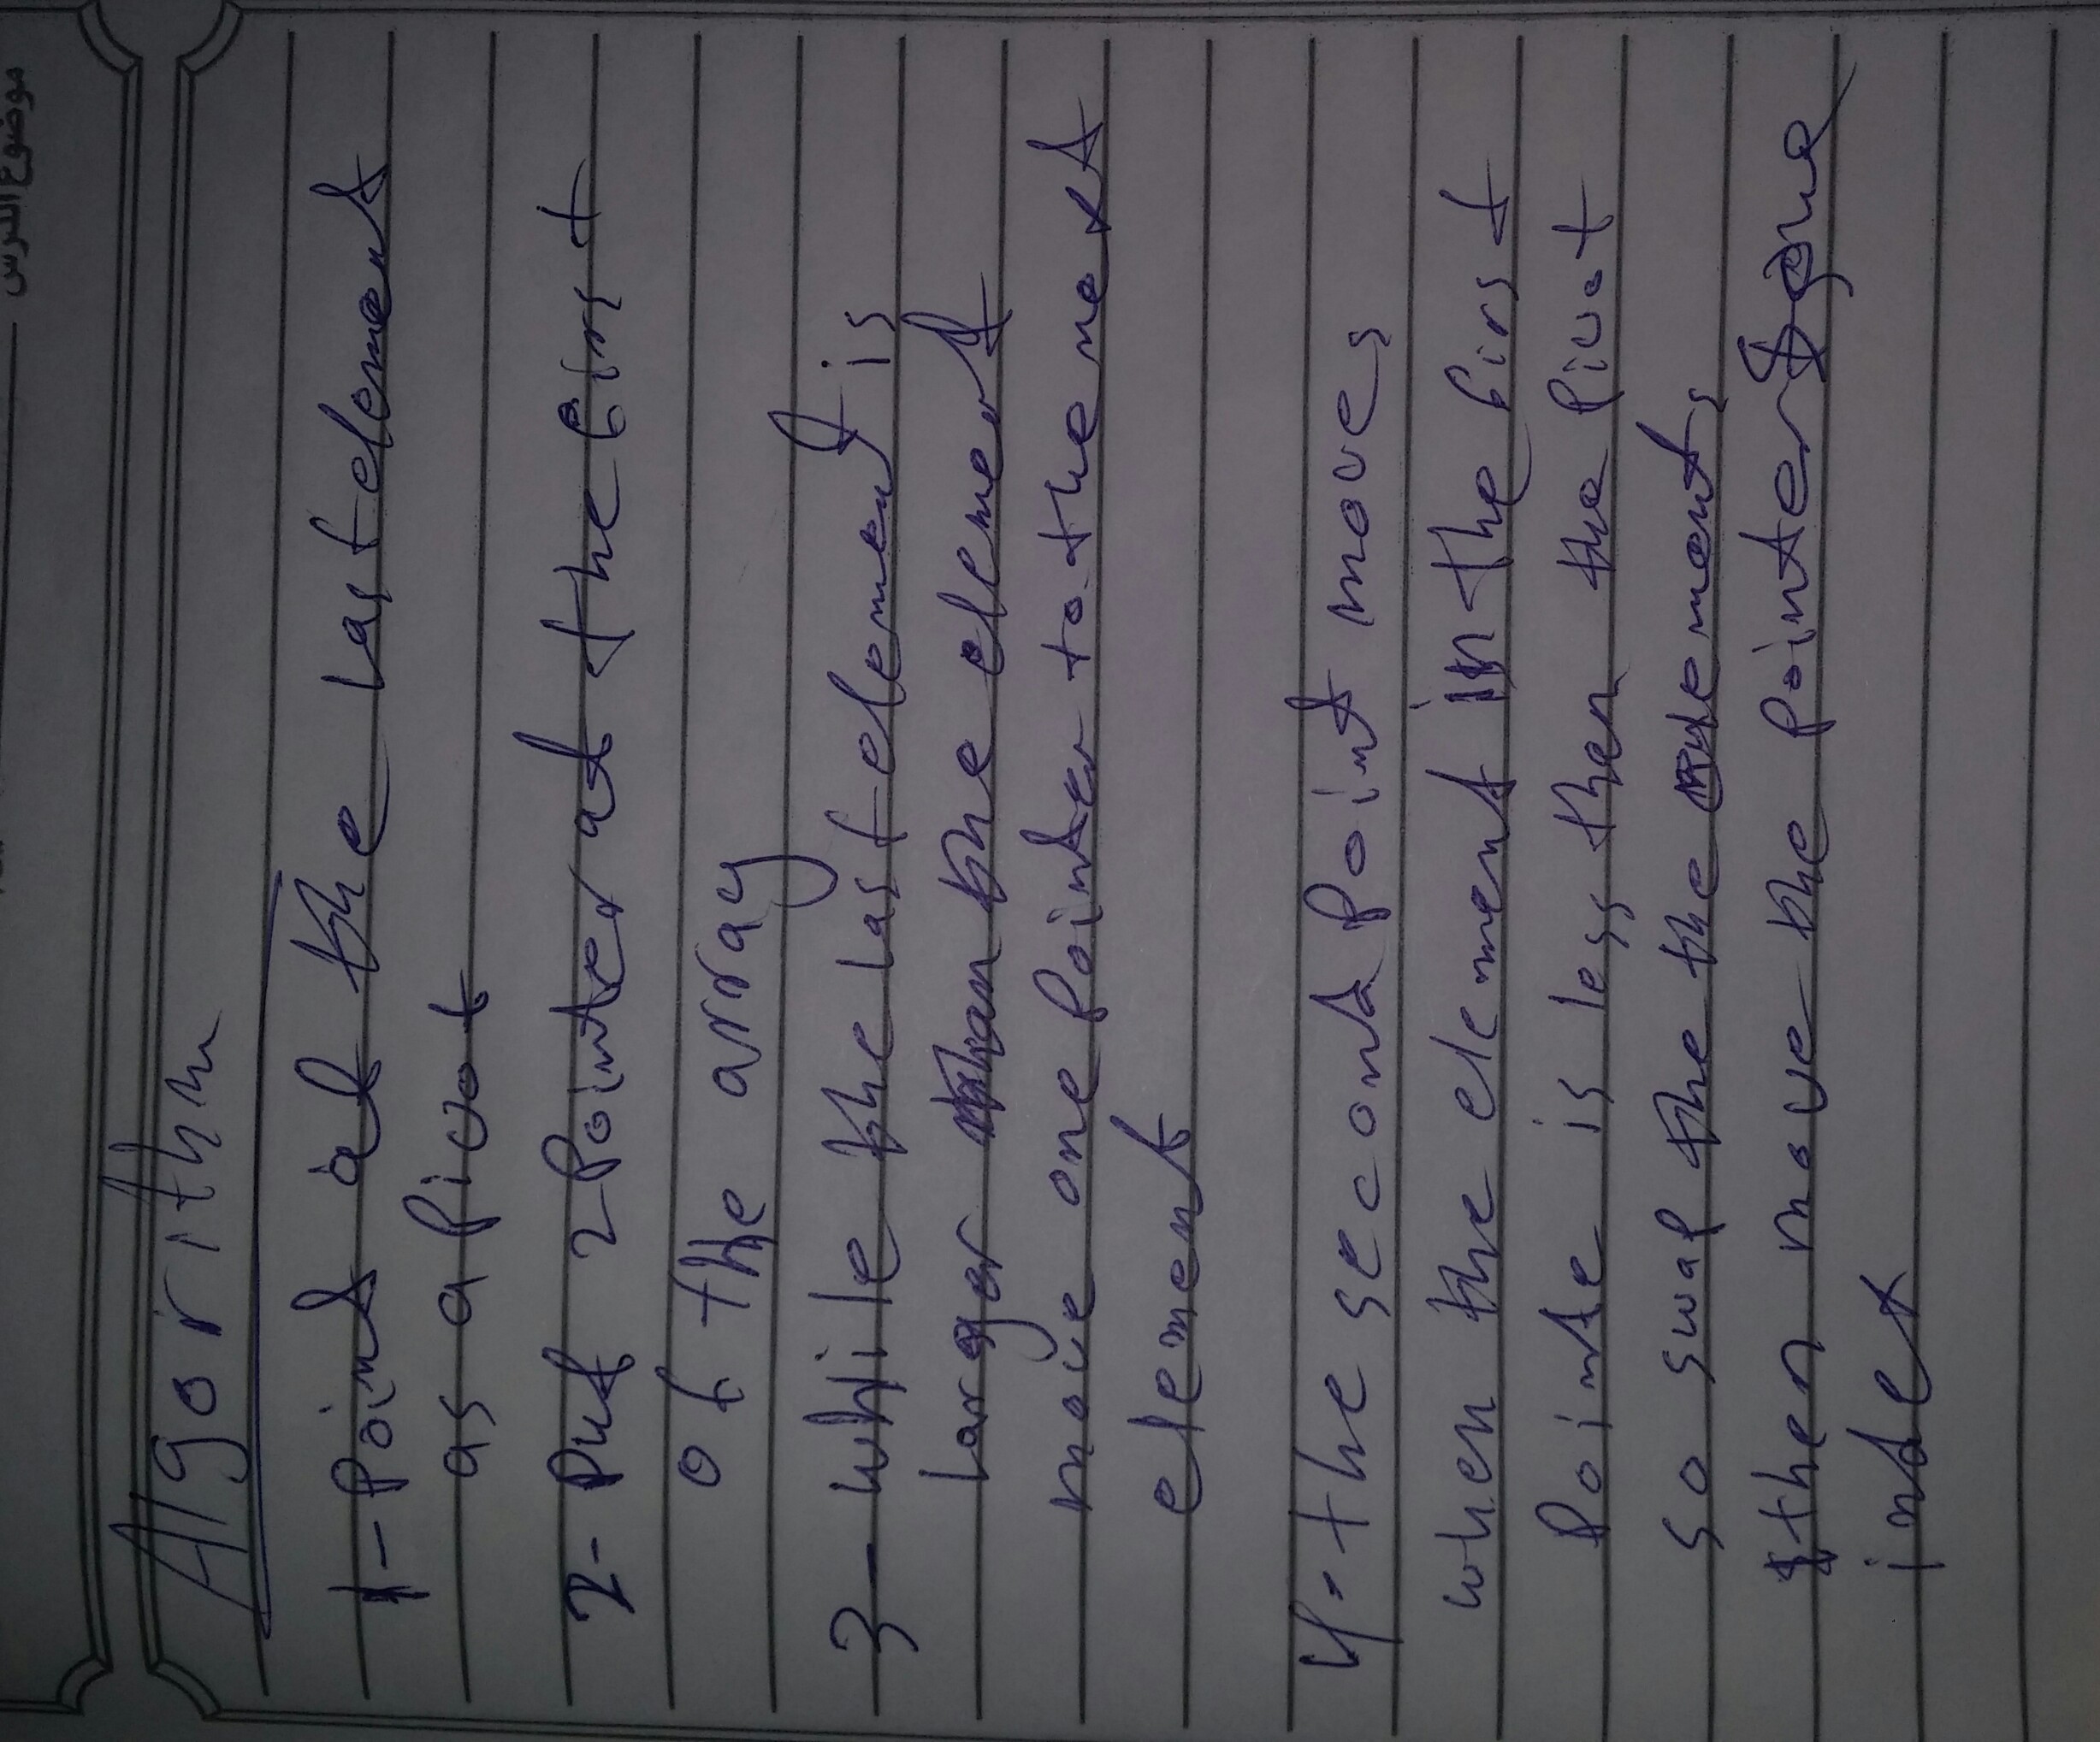 موضوع الدرس
Algorithm
1- Point at the last element
as a Pivot
2- Put 2 Pointer at the first
of the array
3- while the last element is
larger than the element
move one pointer to the next
element
4- the second Point moves
when the element in the first
Pointe is less then the Pivot
so swap the the element,
then move the pointer one
index